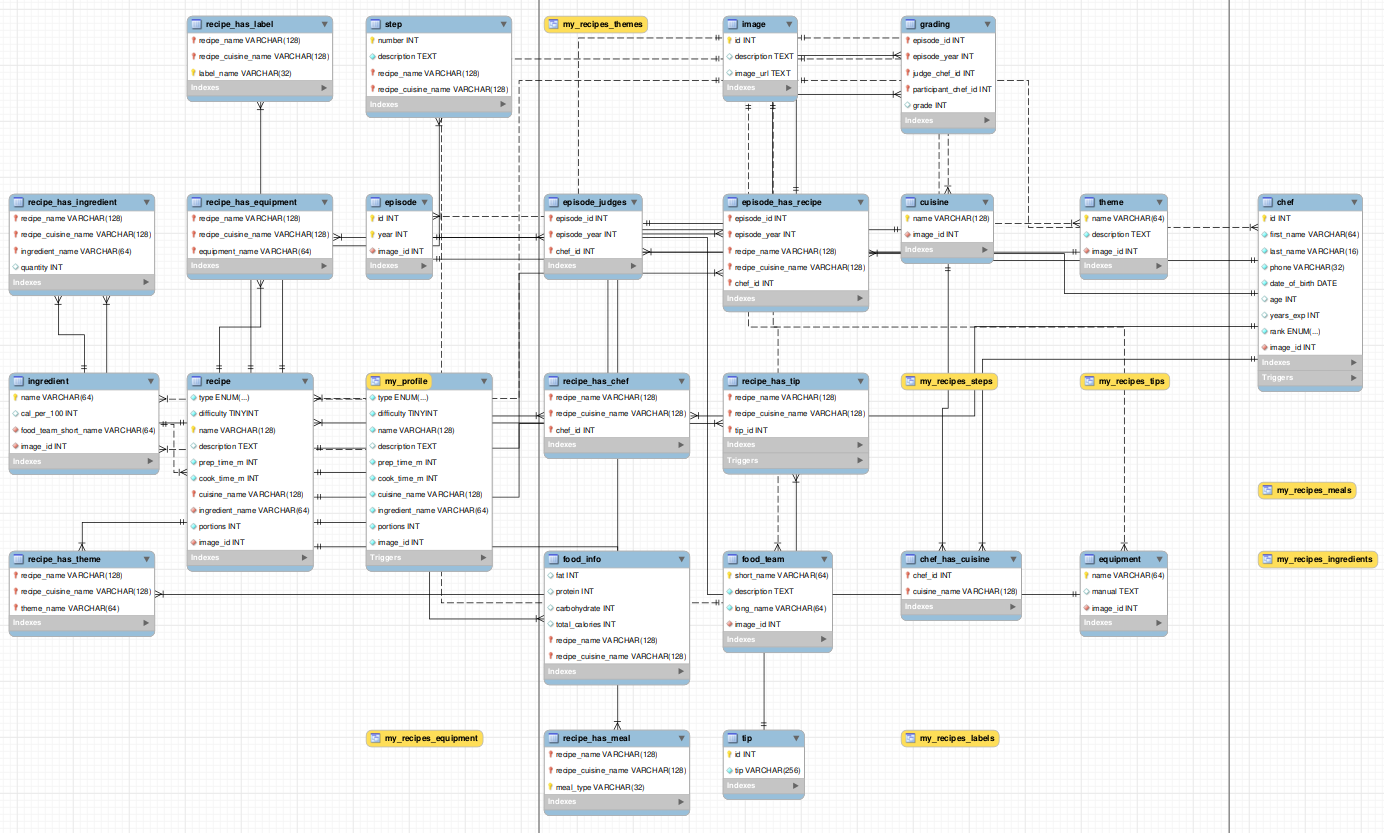 recipe_has_label
recipe_name VARCHAR(128)
recipe_cuisine_name VARCHAR(128)
label_name VARCHAR(32)
Indexes
step
number INT
description TEXT
recipe_name VARCHAR(128)
recipe_cuisine_name VARCHAR(128)
Indexes
my_recipes_themes
image
id INT
description TEXT
image_url TEXT
Indexes
grading
episode_id INT
episode_year INT
judge_chef_id INT
participant_chef_id INT
grade INT
Indexes
recipe_has_ingredient
recipe_name VARCHAR(128)
recipe_cuisine_name VARCHAR(128)
ingredient_name VARCHAR(64)
quantity INT
Indexes
recipe_has_equipment
recipe_name VARCHAR(128)
recipe_cuisine_name VARCHAR(128)
equipment_name VARCHAR(64)
Indexes
episode
id INT
year INT
image_id INT
Indexes
episode_judges
episode_id INT
episode_year INT
chef_id INT
Indexes
episode_has_recipe
episode_id INT
episode_year INT
recipe_name VARCHAR(128)
recipe_cuisine_name VARCHAR(128)
chef_id INT
Indexes
cuisine
name VARCHAR(128)
image_id INT
Indexes
theme
name VARCHAR(64)
description TEXT
image_id INT
Indexes
chef
id INT
first_name VARCHAR(64)
last_name VARCHAR(16)
phone VARCHAR(32)
date_of_birth DATE
age INT
years_exp INT
rank ENUM(...)
image_id INT
Indexes
Triggers
ingredient
name VARCHAR(64)
cal_per_100 INT
food_team_short_name VARCHAR(64)
image_id INT
Indexes
recipe
type ENUM(...)
difficulty TINYINT
name VARCHAR(128)
description TEXT
prep_time_m INT
cook_time_m INT
cuisine_name VARCHAR(128)
ingredient_name VARCHAR(64)
portions INT
image_id INT
Indexes
my_profile
type ENUM(...)
difficulty TINYINT
name VARCHAR(128)
description TEXT
prep_time_m INT
cook_time_m INT
cuisine_name VARCHAR(128)
ingredient_name VARCHAR(64)
portions INT
image_id INT
Triggers
recipe_has_chef
recipe_name VARCHAR(128)
recipe_cuisine_name VARCHAR(128)
chef_id INT
Indexes
recipe_has_tip
recipe_name VARCHAR(128)
recipe_cuisine_name VARCHAR(128)
tip_id INT
Indexes
Triggers
my_recipes_steps
my_recipes_tips
my_recipes_meals
recipe_has_theme
recipe_name VARCHAR(128)
recipe_cuisine_name VARCHAR(128)
theme_name VARCHAR(64)
Indexes
food_info
fat INT
protein INT
carbohydrate INT
total_calories INT
recipe_name VARCHAR(128)
recipe_cuisine_name VARCHAR(128)
Indexes
food_team
short_name VARCHAR(64)
description TEXT
long_name VARCHAR(64)
image_id INT
Indexes
chef_has_cuisine
chef_id INT
cuisine_name VARCHAR(128)
Indexes
equipment
name VARCHAR(64)
manual TEXT
image_id INT
Indexes
my_recipes_ingredients
my_recipes_equipment
recipe_has_meal
recipe_name VARCHAR(128)
recipe_cuisine_name VARCHAR(128)
meal_type VARCHAR(32)
Indexes
tip
id INT
tip VARCHAR(256)
Indexes
my_recipes_labels